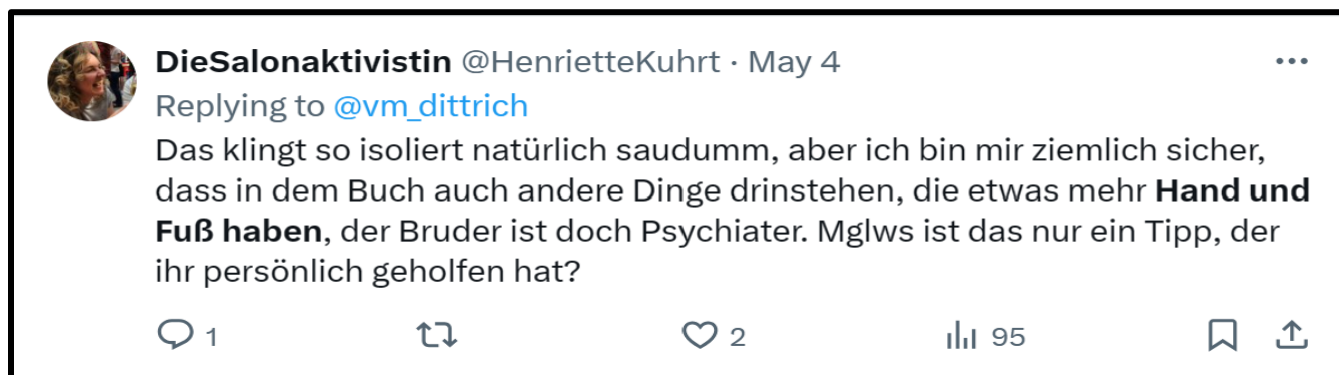 DieSalonaktivistin @HenrietteKuhrt · May 4
Replying to @vm_dittrich
Das klingt so isoliert natürlich saudumm, aber ich bin mir ziemlich sicher,
dass in dem Buch auch andere Dinge drinstehen, die etwas mehr Hand und
Fuß haben, der Bruder ist doch Psychiater. Mglws ist das nur ein Tipp, der
ihr persönlich geholfen hat?
1 2 95